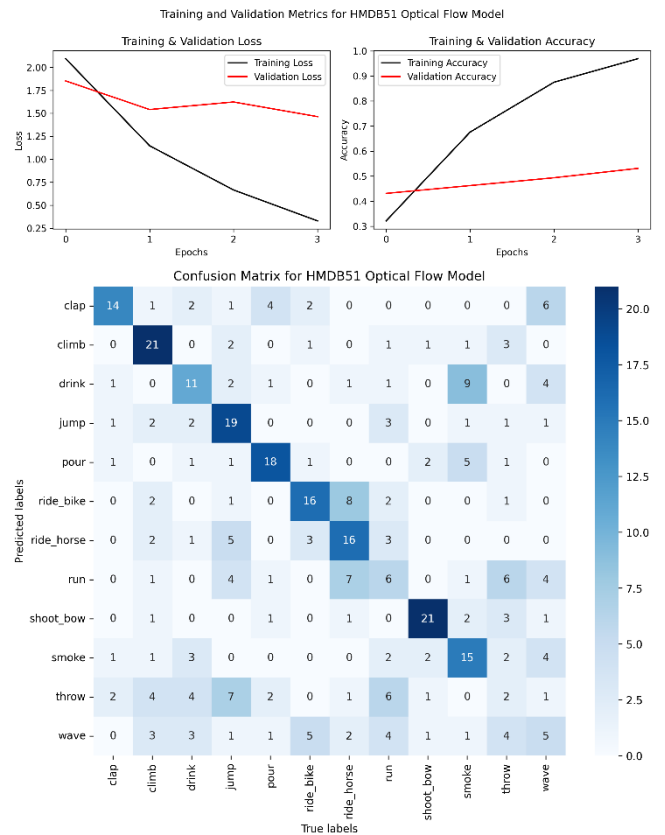 Training and Validation Metrics for HMDB51 Optical Flow Model
Training & Validation Loss
Training Loss
Validation Loss
2.00
1.75
1.50
1.25
1.00
0.75
0.50
0.25
Loss
0 1 2 3
Epochs
Training & Validation Accuracy
Training Accuracy
Validation Accuracy
1.0
0.9
0.8
0.7
0.6
0.5
0.4
0.3
Accuracy
0 1 2 3
Epochs
Confusion Matrix for HMDB51 Optical Flow Model
Predicted labels
clap 14 1 2 1 4 2 0 0 0 0 0 6
climb 0 21 0 2 0 1 0 1 1 1 3 0
drink 1 0 11 2 1 0 1 1 0 9 0 4
jump 1 2 2 19 0 0 0 3 0 1 1 1
pour 1 0 1 1 18 1 0 0 2 5 1 0
ride_bike 0 2 0 1 0 16 8 2 0 0 1 0
ride_horse 0 2 1 5 0 3 16 3 0 0 0 0
run 0 1 0 4 1 0 7 6 0 1 6 4
shoot_bow 0 1 0 0 1 0 1 0 21 2 3 1
smoke 1 1 3 0 0 0 0 2 2 15 2 4
throw 2 4 4 7 2 0 1 6 1 0 2 1
wave 0 3 3 1 1 5 2 4 1 1 4 5
clap climb drink jump pour ride_bike ride_horse run shoot_bow smoke throw wave
True labels
20.0
17.5
15.0
12.5
10.0
7.5
5.0
2.5
0.0